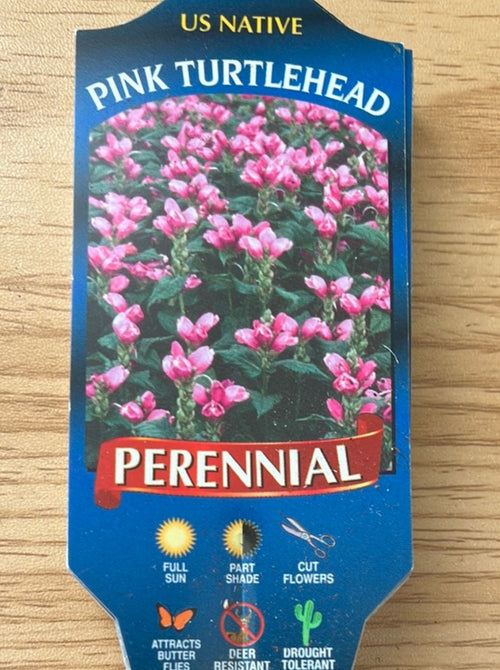 US NATIVE
PINK TURTLEHEAD
PERENNIAL
FULL
SUN
PART
SHADE
CUT
FLOWERS
ATTRACTS
BUTTER
FLIES
DEER
RESISTANT
DROUGHT
TOLERANT